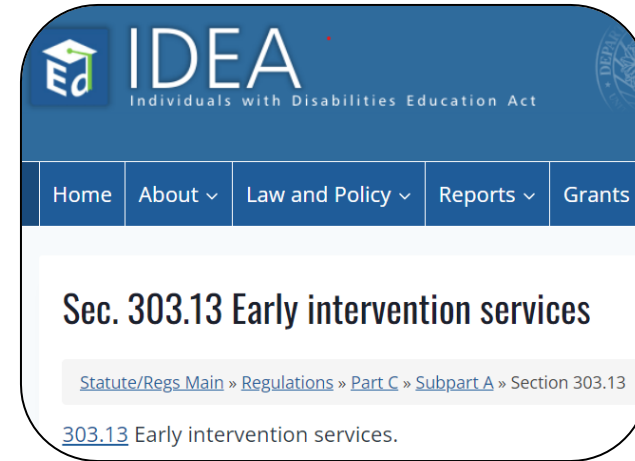 Ed
IDEA
Individuals with Disabilities Education Act
DEPAR
Home About Law and Policy Reports Grants
Sec. 303.13 Early intervention services
Statute/Regs Main » Regulations » Part C » Subpart A » Section 303.13
303.13 Early intervention services.